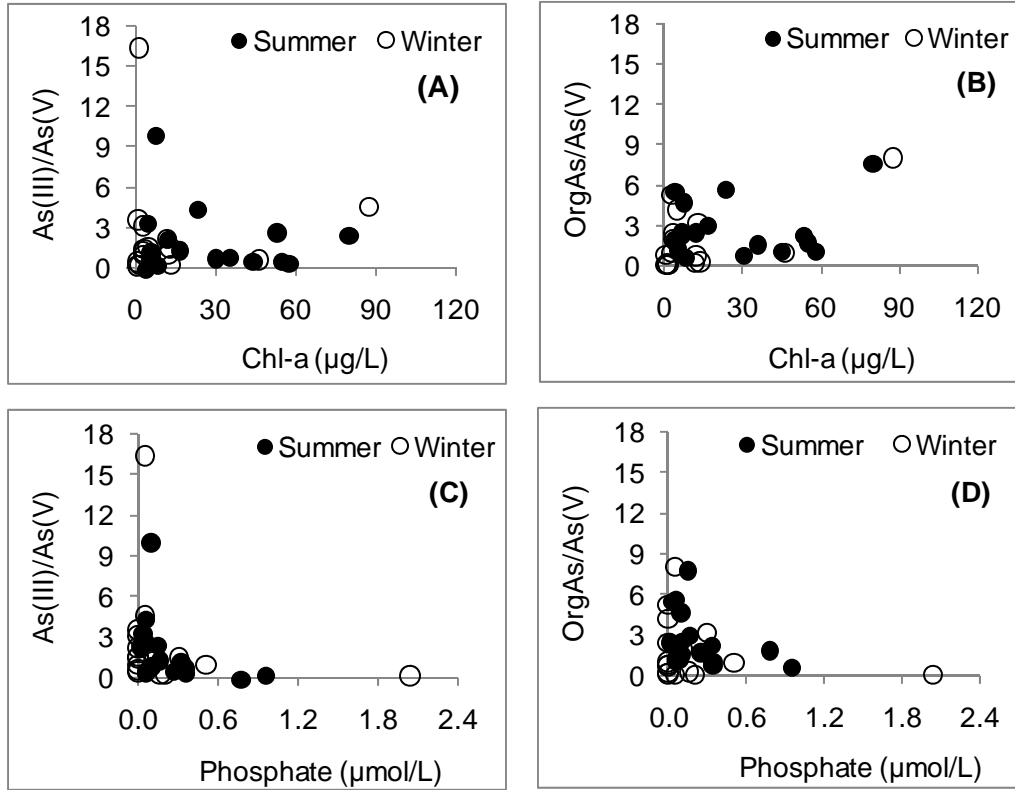 Summer Winter
(A)
As(III)/As(V)
18
15
12
9
6
3
0
0 30 60 90 120
Chl-a (µg/L)
Summer Winter
(B)
OrgAs/As(V)
18
15
12
9
6
3
0
0 30 60 90 120
Chl-a (µg/L)
Summer Winter
(C)
As(III)/As(V)
18
15
12
9
6
3
0
0.0 0.6 1.2 1.8 2.4
Phosphate (µmol/L)
Summer Winter
(D)
OrgAs/As(V)
18
15
12
9
6
3
0
0.0 0.6 1.2 1.8 2.4
Phosphate (µmol/L)